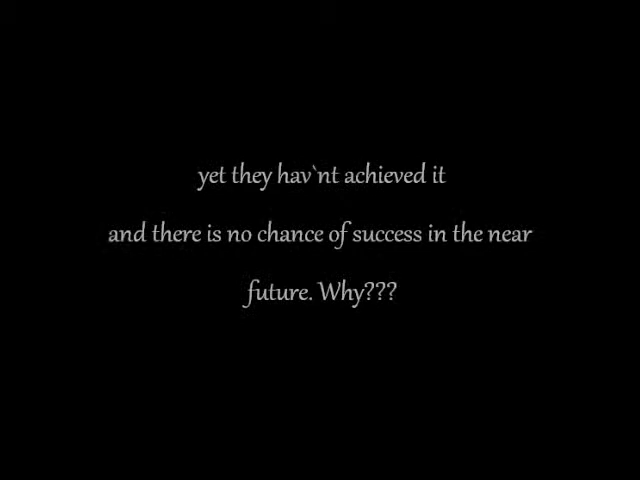 yet they hav`nt achieved it
and there is no chance of success in the near
future. Why???